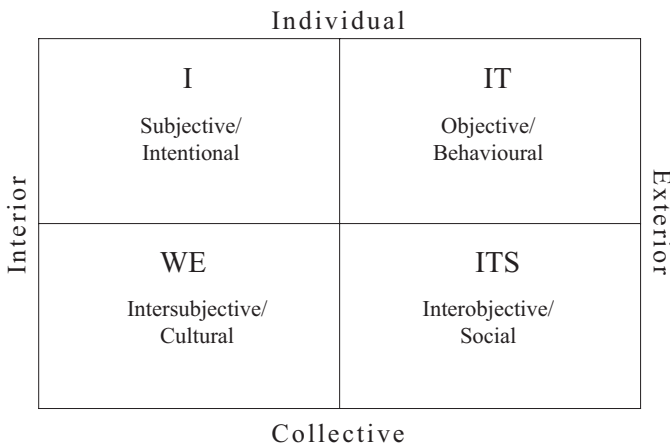 Individual
I
Subjective/
Intentional
IT
Objective/
Behavioural
Interior
Exterior
WE
Intersubjective/
Cultural
ITS
Interobjective/
Social
Collective